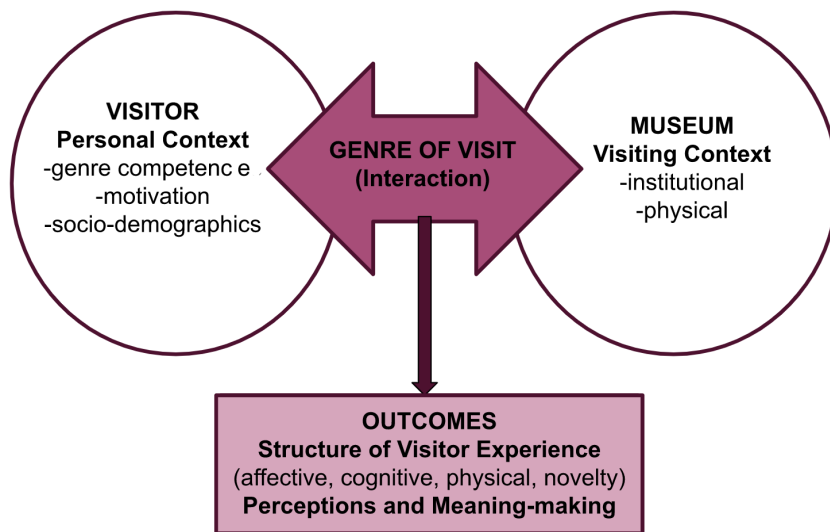 VISITOR
Personal Context
-genre competence
-motivation
-socio-demographics
GENRE OF VISIT
(Interaction)
MUSEUM
Visiting Context
-institutional
-physical
OUTCOMES
Structure of Visitor Experience
(affective, cognitive, physical, novelty)
Perceptions and Meaning-making